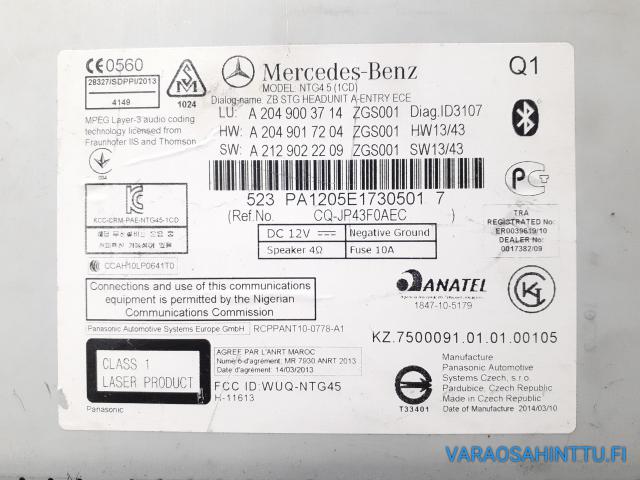 CE0560
28327/SDPPI/2013
4149
1024
MPEG Layer-3 audio coding
technology licensed from
Fraunhofer IIS and Thomson
Mercedes-Benz
MODEL NTG4 5 (1CD)
Dialog-name: ZB STG HEADUNIT A-ENTRY ECE
Q1
LU: A 204 900 37 14 ZGS001 Diag.ID3107
HW: A 204 901 72 04 ZGS001 HW13/43
SW: A 212 902 22 09 ZGS001 SW13/43
KCC-CRM-PAE-NTG45-1CD
CCAH10LP0641T0
523 PA1205E1730501 7
(Ref.No. CQ-JP43F0AEC )
DC 12V Negative Ground
Speaker 4Ω Fuse 10A
TRA
REGISTERED No:
ER0039619/10
DEALER No:
0017382/09
Connections and use of this communications
equipment is permitted by the Nigerian
Communications Commission
ANATEL
1847-10-5179
Panasonic Automotive Systems Europe GmbH
RCPPANT10-0778-A1
KZ.7500091.01.01.00105
CLASS 1
LASER PRODUCT
Panasonic
AGREE PAR L'ANRT MAROC
Numéro d'agrément: MR 7930 ANRT 2013
Date d'agrément: 14/03/2013
FCC ID:WUQ-NTG45
H-11613
T33401
Manufacture
Panasonic Automotive
Systems Czech, s.r.o
Pardubice, Czech Republic
Made in Czech Republic
Date of Manufactory 2014/03/10
VARAOSAHINTTU.FI